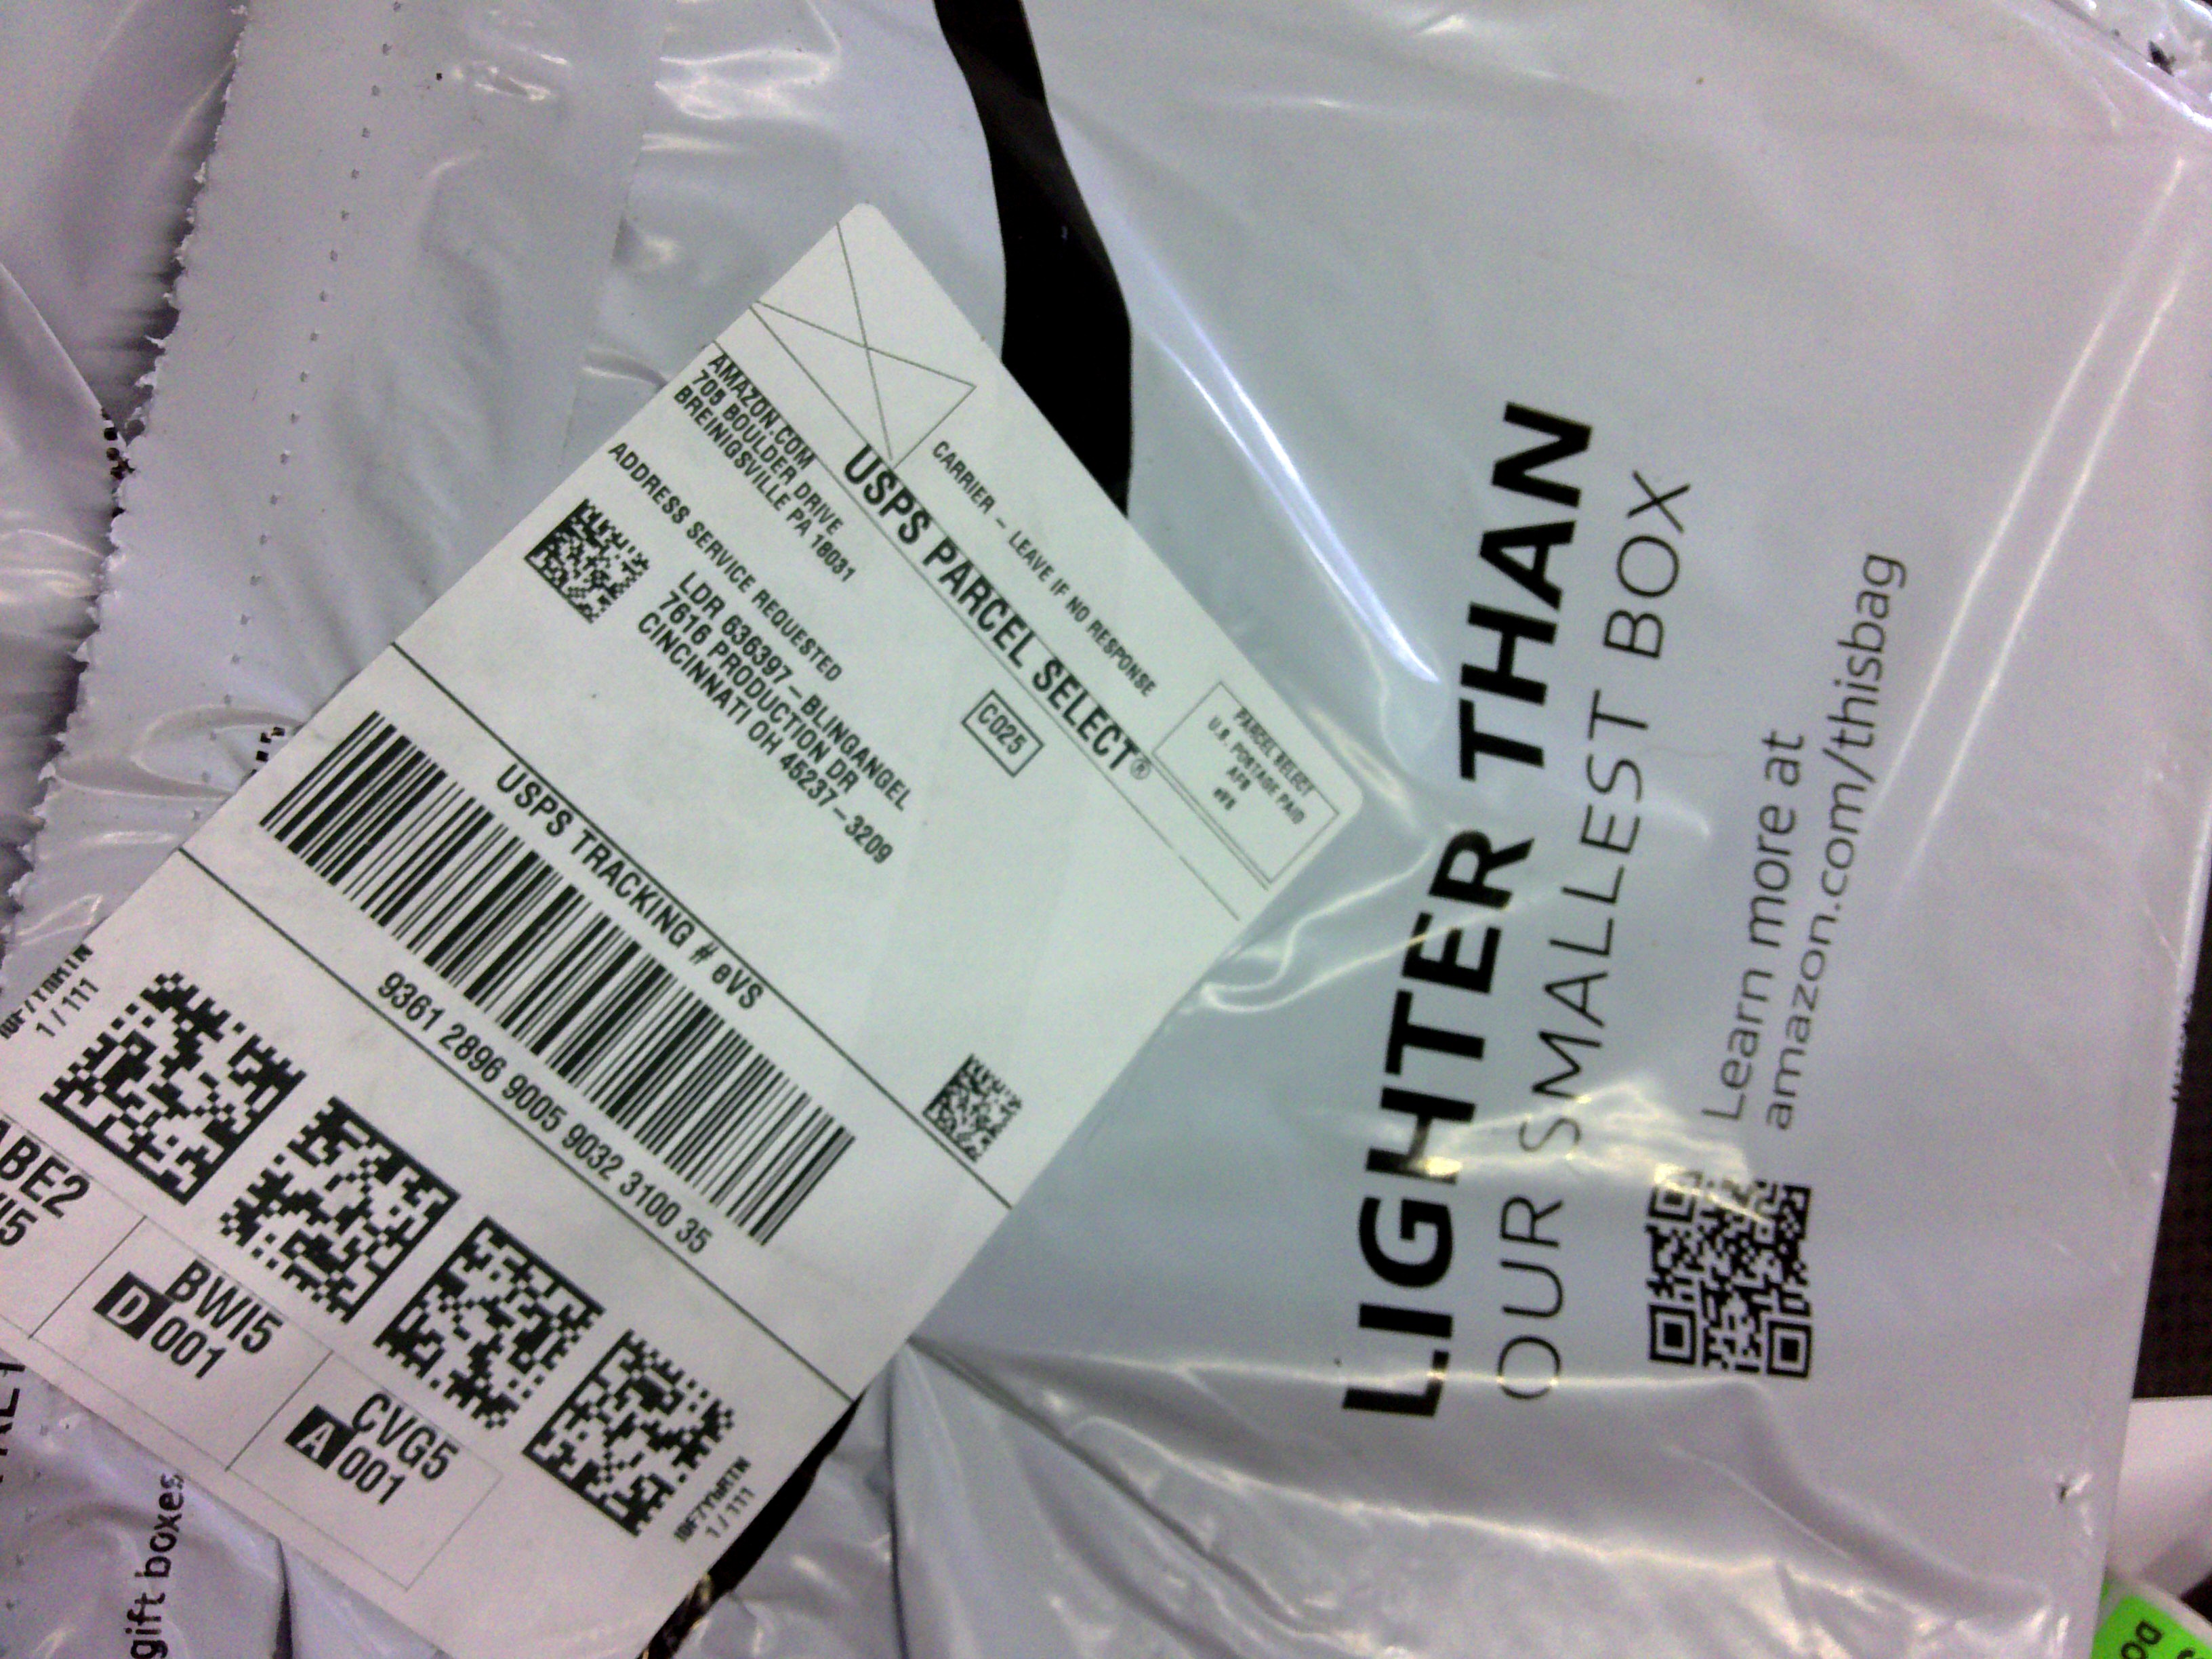 CARRIER – LEAVE IF NO RESPONSE
PARCEL SELECT
U.S. POSTAGE PAID
AFB
eVS
USPS PARCEL SELECT®
AMAZON.COM
705 BOULDER DRIVE
BREINIGSVILLE PA 18031
C025
ADDRESS SERVICE REQUESTED
LDR 636397–BLINGANGEL
7616 PRODUCTION DR
CINCINNATI OH 45237–3209
USPS TRACKING # eVS
9361 2896 9005 9032 3100 35
1/111
1/111
ABE2
BWI5
D 001
CVG5
A 001
LIGHTER THAN
OUR SMALLEST BOX
Learn more at
amazon.com/thisbag
gift boxes